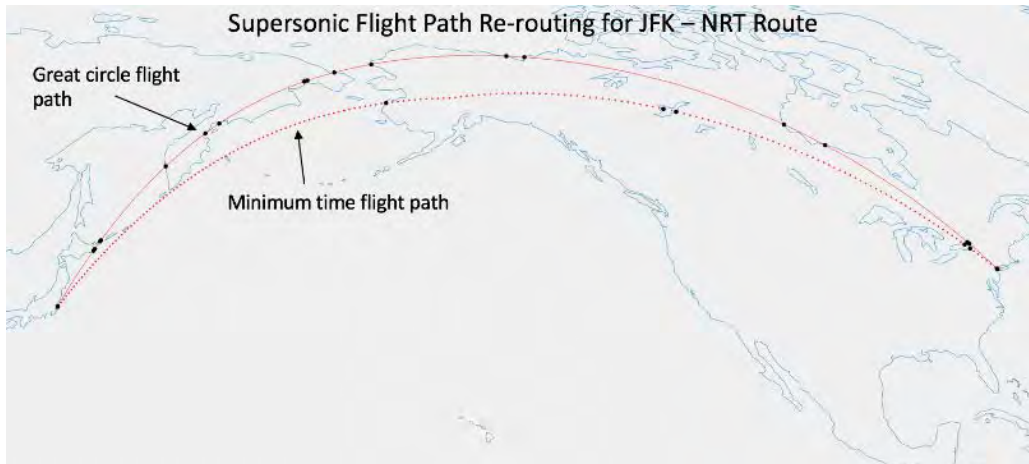 Supersonic Flight Path Re-routing for JFK – NRT Route
Great circle flight
path
Minimum time flight path